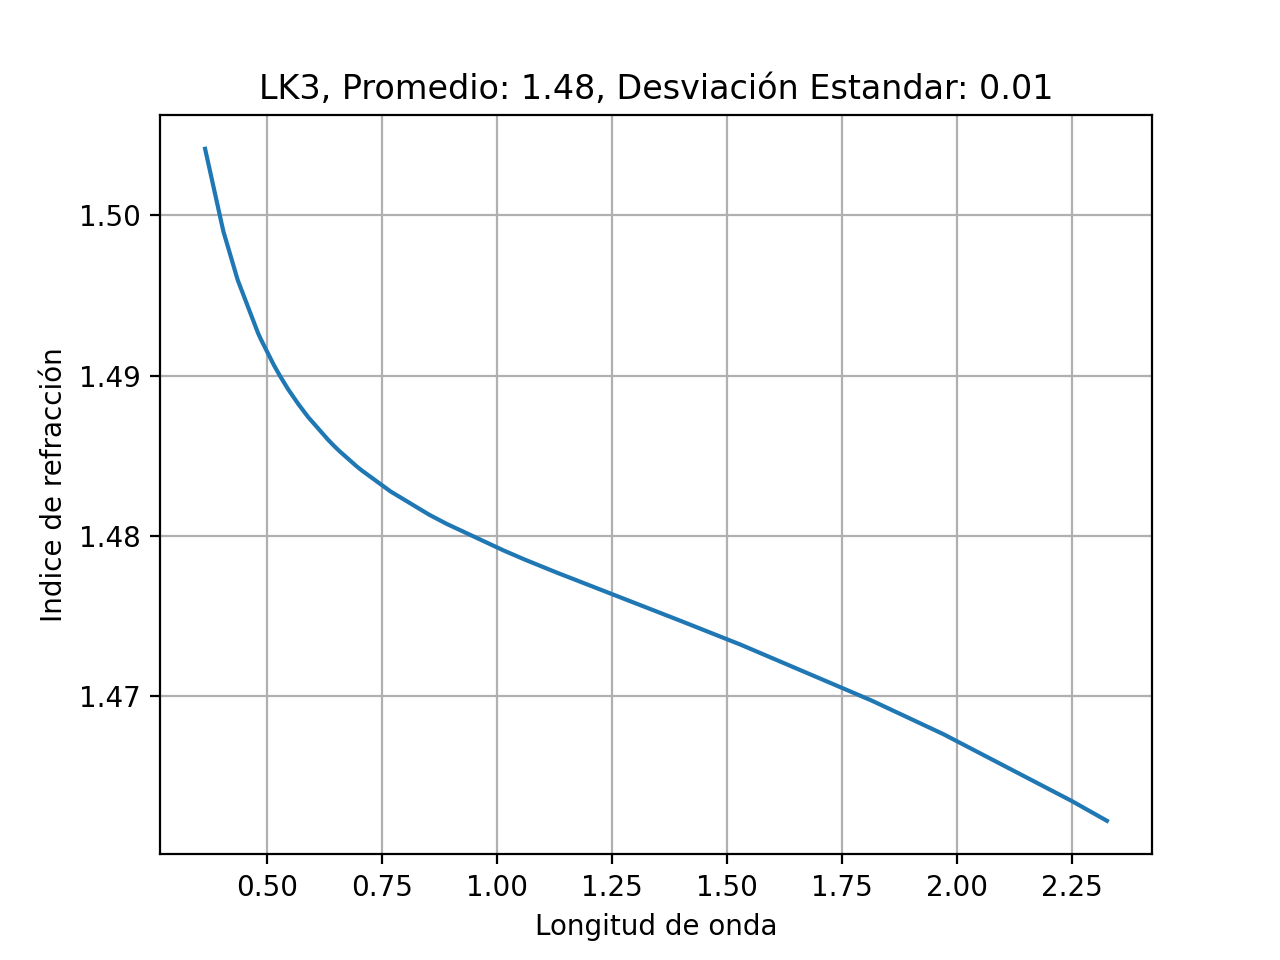 LK3, Promedio: 1.48, Desviación Estandar: 0.01
1.50
1.49
1.48
1.47
Indice de refracción
0.50 0.75 1.00 1.25 1.50 1.75 2.00 2.25
Longitud de onda